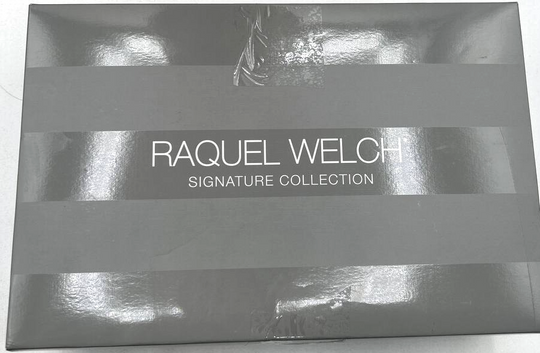 RAQUEL WELCH
SIGNATURE COLLECTION